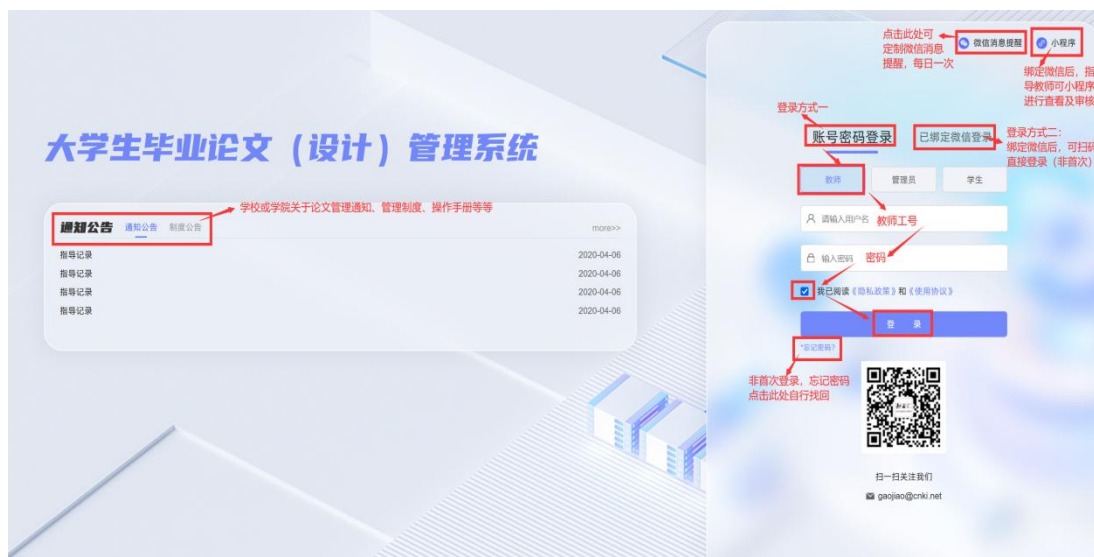 点击此处可
定制微信消息
提醒，每日一次
微信消息提醒
小程序
绑定微信后，指
导教师可小程序
进行查看及审核
大学生毕业论文（设计）管理系统
登录方式一
账号密码登录
已绑定微信登录
登录方式二：
绑定微信后，可扫码
直接登录（非首次）
教师
管理员
学生
学校或学院关于论文管理通知、管理制度、操作手册等等
通知公告 通知公告 制度公告 more>>
指导记录 2020-04-06
指导记录 2020-04-06
指导记录 2020-04-06
指导记录 2020-04-06
请输入用户名 教师工号
输入密码 密码
我已阅读《隐私政策》和《使用协议》
登 录
*忘记密码?
非首次登录，忘记密码
点击此处自行找回
扫一扫关注我们
gaojiao@cnki.net